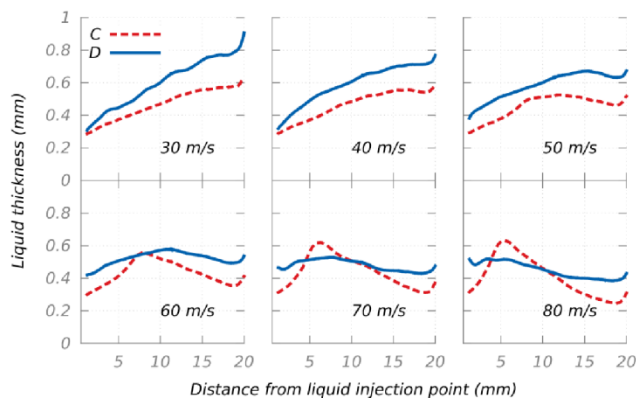 1
0.8
0.6
0.4
0.2
0
C
D
30 m/s
40 m/s
50 m/s
Liquid thickness (mm)
0.8
0.6
0.4
0.2
0
60 m/s
70 m/s
80 m/s
5 10 15 20
5 10 15 20
5 10 15 20
Distance from liquid injection point (mm)